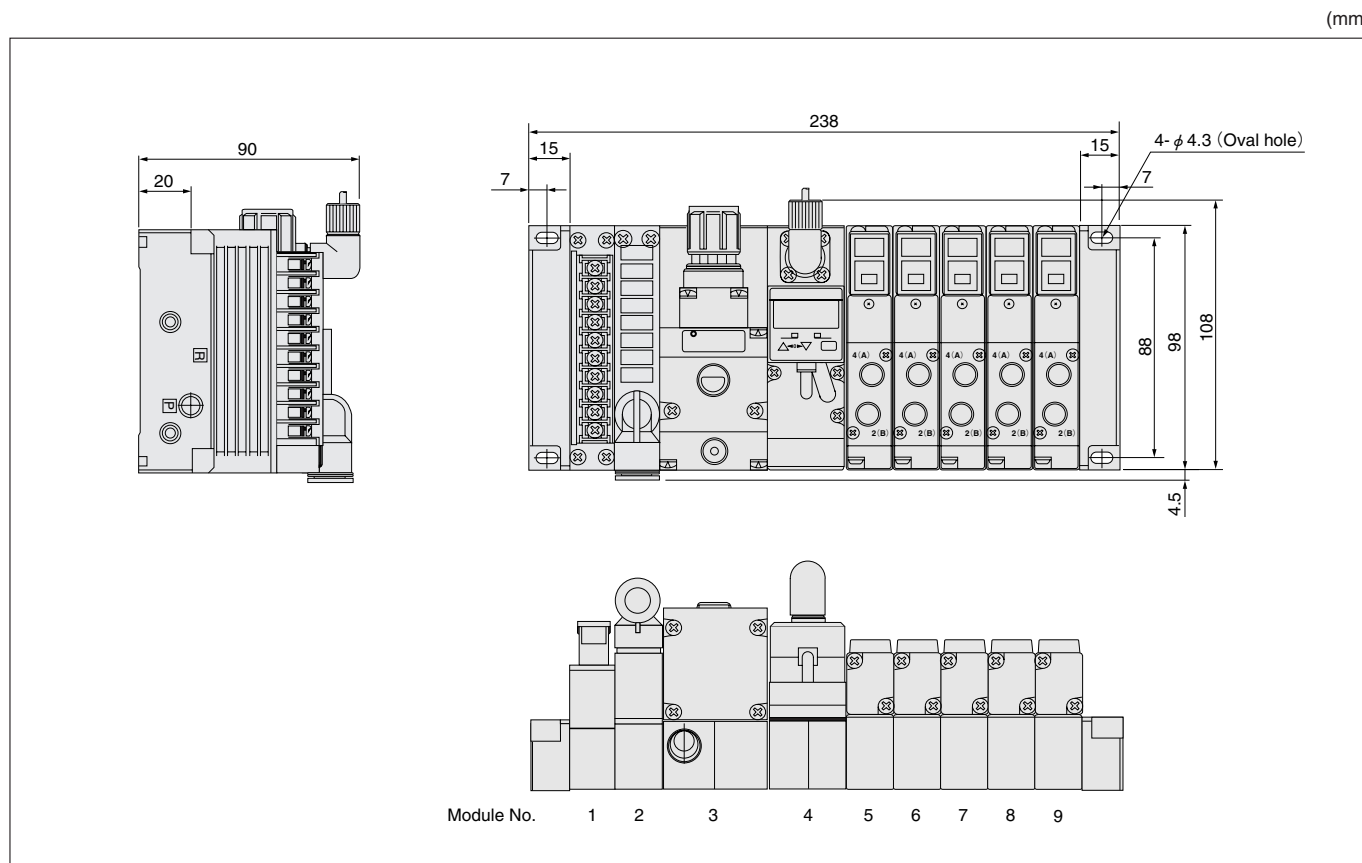 (mm
238
90
15
15
4- φ 4.3 (Oval hole)
20
7
7
R
P
4(A) 4(A) 4(A) 4(A) 4(A)
2(B) 2(B) 2(B) 2(B) 2(B)
88
98
108
4.5
Module No. 1 2 3 4 5 6 7 8 9